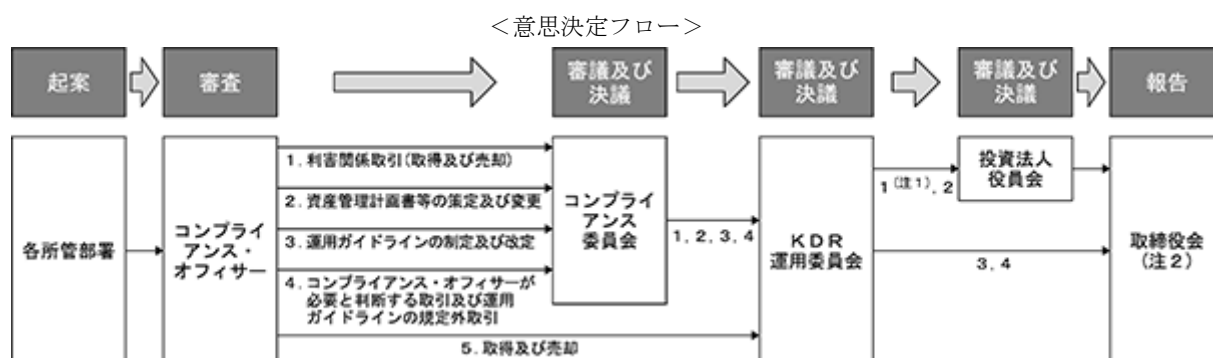 ＜意思決定フロー＞
起案
審査
審議及び
決議
審議及び
決議
審議及び
決議
報告
各所管部署
コンプライ
アンス・
オフィサー
1．利害関係取引(取得及び売却)
2．資産管理計画書等の策定及び変更
3．運用ガイドラインの制定及び改定
4．コンプライアンス・オフィサーが
必要と判断する取引及び運用
ガイドラインの規定外取引
5．取得及び売却
コンプライ
アンス
委員会
1，2，3，4
ＫＤＲ
運用委員会
1（注1），2
3，4
投資法人
役員会
取締役会
（注2）